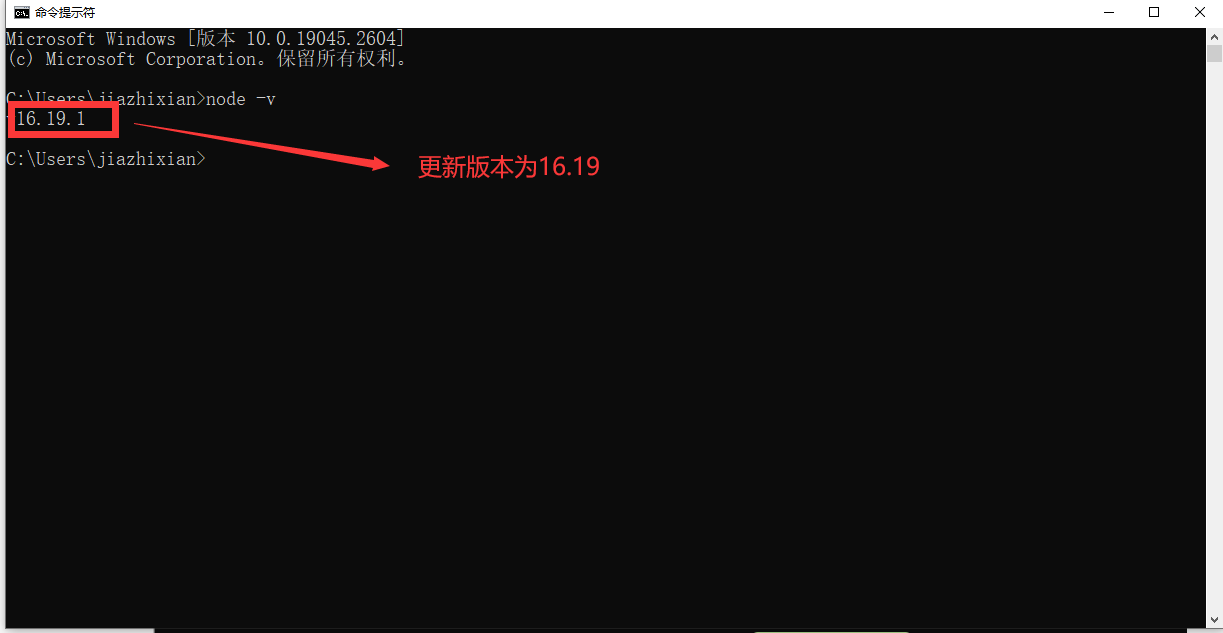 命令提示符
Microsoft Windows [版本 10.0.19045.2604]
(c) Microsoft Corporation。保留所有权利。
C:\Users\jiazhixian>node -v
16.19.1
C:\Users\jiazhixian>
更新版本为16.19